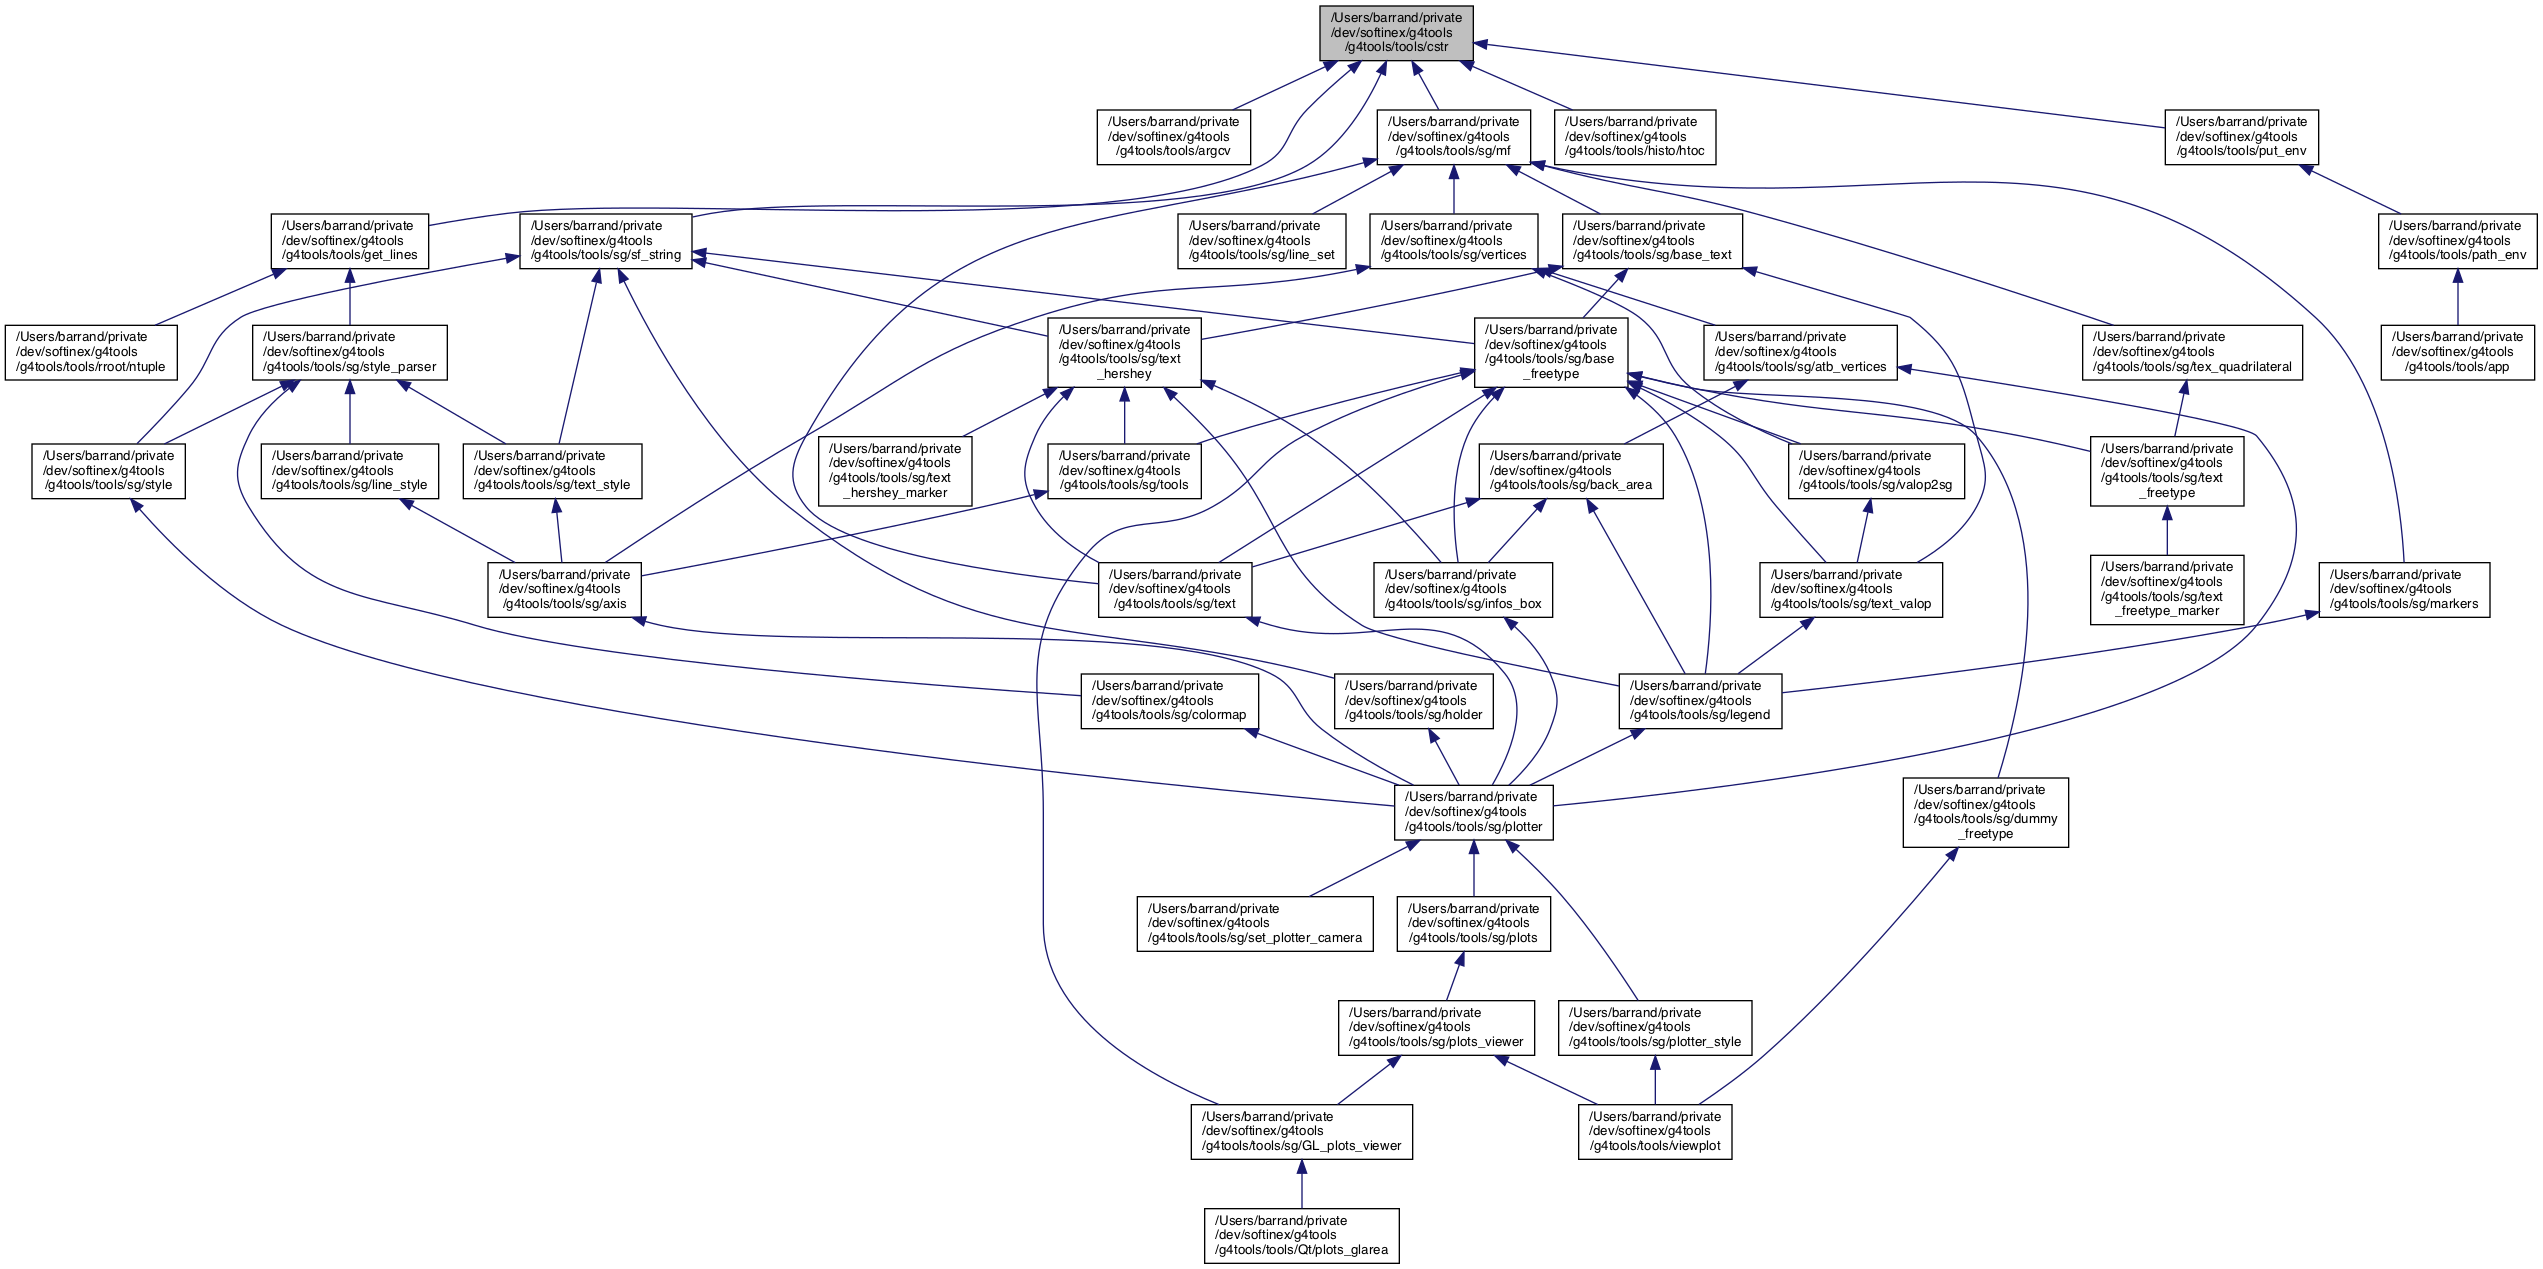 /Users/barrand/private
/dev/softinex/g4tools
/g4tools/tools/cstr
/Users/barrand/private
/dev/softinex/g4tools
/g4tools/tools/argcv
/Users/barrand/private
/dev/softinex/g4tools
/g4tools/tools/sg/mf
/Users/barrand/private
/dev/softinex/g4tools
/g4tools/tools/histo/htoc
/Users/barrand/private
/dev/softinex/g4tools
/g4tools/tools/put_env
/Users/barrand/private
/dev/softinex/g4tools
/g4tools/tools/get_lines
/Users/barrand/private
/dev/softinex/g4tools
/g4tools/tools/sg/sf_string
/Users/barrand/private
/dev/softinex/g4tools
/g4tools/tools/sg/line_set
/Users/barrand/private
/dev/softinex/g4tools
/g4tools/tools/sg/vertices
/Users/barrand/private
/dev/softinex/g4tools
/g4tools/tools/sg/base_text
/Users/barrand/private
/dev/softinex/g4tools
/g4tools/tools/path_env
/Users/barrand/private
/dev/softinex/g4tools
/g4tools/tools/rroot/ntuple
/Users/barrand/private
/dev/softinex/g4tools
/g4tools/tools/sg/style_parser
/Users/barrand/private
/dev/softinex/g4tools
/g4tools/tools/sg/text
_hershey
/Users/barrand/private
/dev/softinex/g4tools
/g4tools/tools/sg/base
_freetype
/Users/barrand/private
/dev/softinex/g4tools
/g4tools/tools/sg/atb_vertices
/Users/barrand/private
/dev/softinex/g4tools
/g4tools/tools/sg/tex_quadrilateral
/Users/barrand/private
/dev/softinex/g4tools
/g4tools/tools/app
/Users/barrand/private
/dev/softinex/g4tools
/g4tools/tools/sg/style
/Users/barrand/private
/dev/softinex/g4tools
/g4tools/tools/sg/line_style
/Users/barrand/private
/dev/softinex/g4tools
/g4tools/tools/sg/text_style
/Users/barrand/private
/dev/softinex/g4tools
/g4tools/tools/sg/text
_hershey_marker
/Users/barrand/private
/dev/softinex/g4tools
/g4tools/tools/sg/tools
/Users/barrand/private
/dev/softinex/g4tools
/g4tools/tools/sg/back_area
/Users/barrand/private
/dev/softinex/g4tools
/g4tools/tools/sg/valop2sg
/Users/barrand/private
/dev/softinex/g4tools
/g4tools/tools/sg/text
_freetype
/Users/barrand/private
/dev/softinex/g4tools
/g4tools/tools/sg/axis
/Users/barrand/private
/dev/softinex/g4tools
/g4tools/tools/sg/text
/Users/barrand/private
/dev/softinex/g4tools
/g4tools/tools/sg/infos_box
/Users/barrand/private
/dev/softinex/g4tools
/g4tools/tools/sg/text_valop
/Users/barrand/private
/dev/softinex/g4tools
/g4tools/tools/sg/text
_freetype_marker
/Users/barrand/private
/dev/softinex/g4tools
/g4tools/tools/sg/markers
/Users/barrand/private
/dev/softinex/g4tools
/g4tools/tools/sg/colormap
/Users/barrand/private
/dev/softinex/g4tools
/g4tools/tools/sg/holder
/Users/barrand/private
/dev/softinex/g4tools
/g4tools/tools/sg/legend
/Users/barrand/private
/dev/softinex/g4tools
/g4tools/tools/sg/plotter
/Users/barrand/private
/dev/softinex/g4tools
/g4tools/tools/sg/dummy
_freetype
/Users/barrand/private
/dev/softinex/g4tools
/g4tools/tools/sg/set_plotter_camera
/Users/barrand/private
/dev/softinex/g4tools
/g4tools/tools/sg/plots
/Users/barrand/private
/dev/softinex/g4tools
/g4tools/tools/sg/plots_viewer
/Users/barrand/private
/dev/softinex/g4tools
/g4tools/tools/sg/plotter_style
/Users/barrand/private
/dev/softinex/g4tools
/g4tools/tools/sg/GL_plots_viewer
/Users/barrand/private
/dev/softinex/g4tools
/g4tools/tools/viewplot
/Users/barrand/private
/dev/softinex/g4tools
/g4tools/tools/Qt/plots_glarea